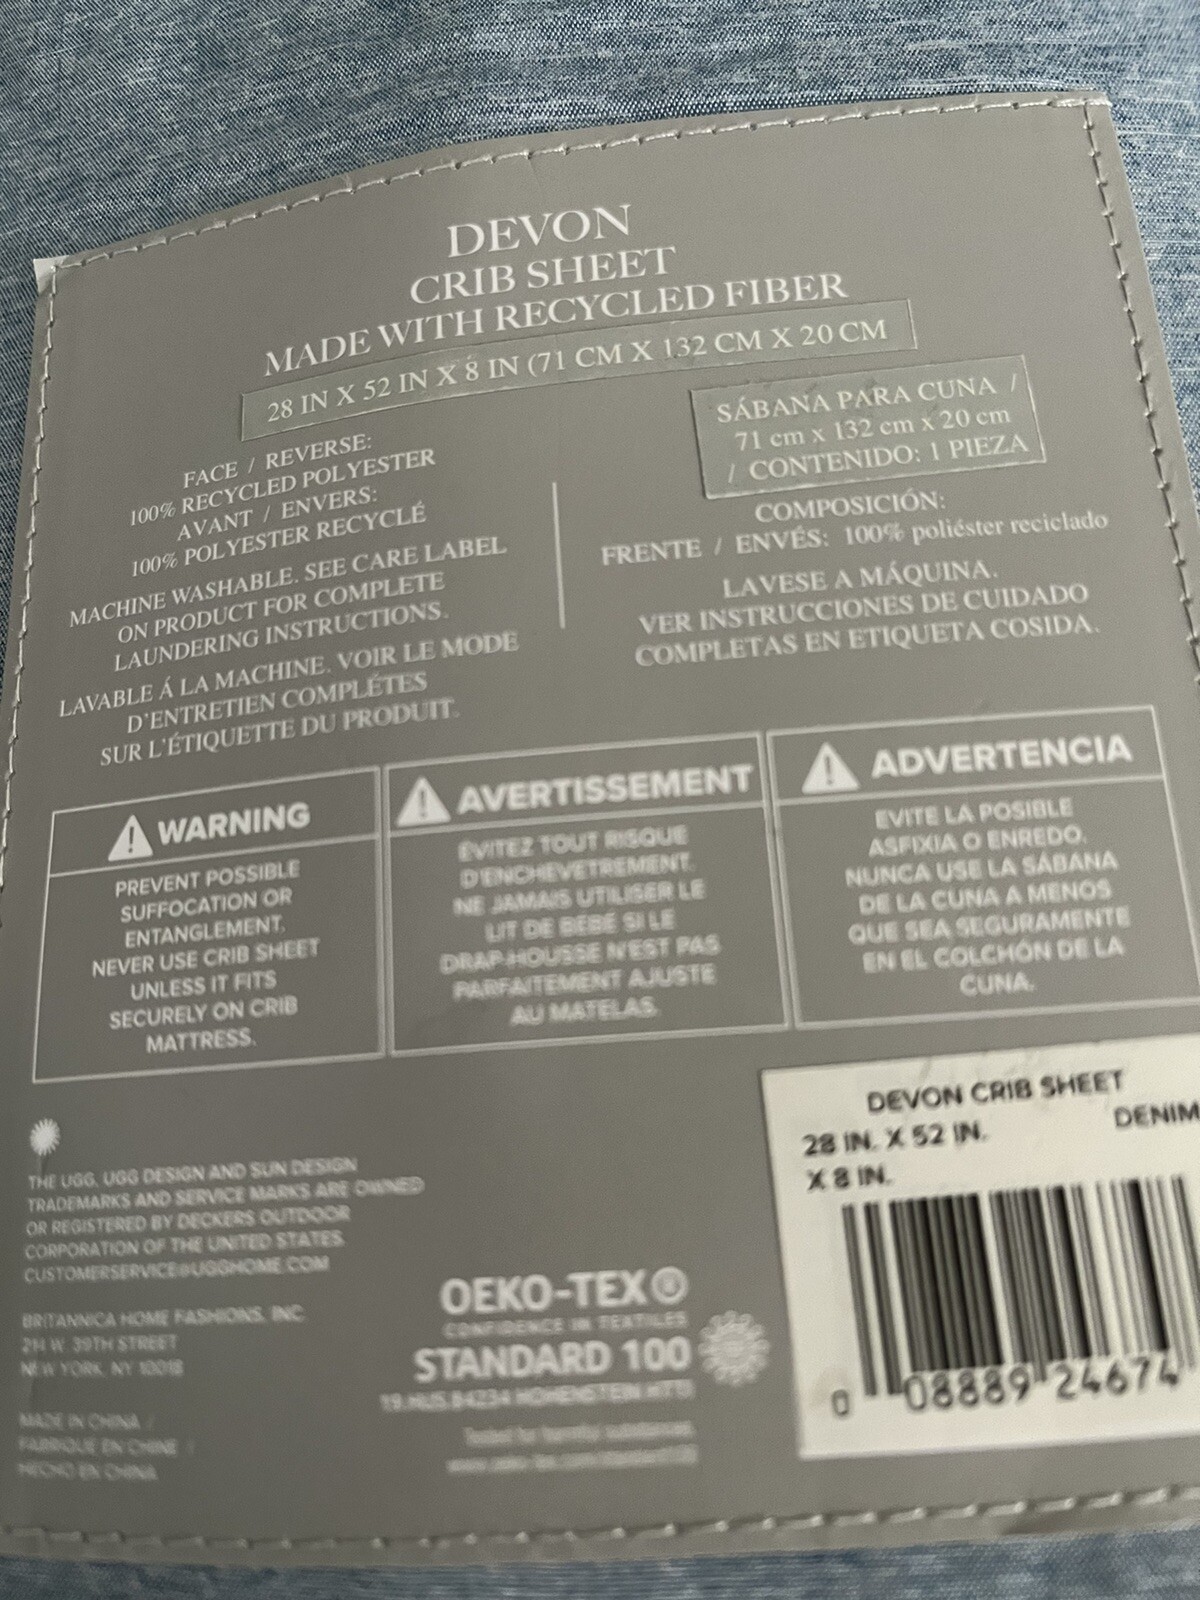 DEVON
CRIB SHEET
MADE WITH RECYCLED FIBER
28 IN X 52 IN X 8 IN (71 CM X 132 CM X 20 CM
FACE / REVERSE:
100% RECYCLED POLYESTER
AVANT / ENVERS:
100% POLYESTER RECYCLÉ
MACHINE WASHABLE. SEE CARE LABEL
ON PRODUCT FOR COMPLETE
LAUNDERING INSTRUCTIONS.
LAVABLE Á LA MACHINE. VOIR LE MODE
D'ENTRETIEN COMPLÉTES
SUR L'ÉTIQUETTE DU PRODUIT.
SÁBANA PARA CUNA /
71 cm x 132 cm x 20 cm
/ CONTENIDO: 1 PIEZA
COMPOSICIÓN:
FRENTE / ENVÉS: 100% poliéster reciclado
LAVESE A MÁQUINA.
VER INSTRUCCIONES DE CUIDADO
COMPLETAS EN ETIQUETA COSIDA.
WARNING
PREVENT POSSIBLE
SUFFOCATION OR
ENTANGLEMENT,
NEVER USE CRIB SHEET
UNLESS IT FITS
SECURELY ON CRIB
MATTRESS.
AVERTISSEMENT
ÉVITEZ TOUT RISQUE
D'ENCHEVETREMENT.
NE JAMAIS UTILISER LE
LIT DE BÉBÉ SI LE
DRAP-HOUSSE N'EST PAS
PARFAITEMENT AJUSTE
AU MATELAS.
ADVERTENCIA
EVITE LA POSIBLE
ASFIXIA O ENREDO.
NUNCA USE LA SÁBANA
DE LA CUNA A MENOS
QUE SEA SEGURAMENTE
EN EL COLCHÓN DE LA
CUNA.
THE UGG, UGG DESIGN AND SUN DESIGN
TRADEMARKS AND SERVICE MARKS ARE OWNED
OR REGISTERED BY DECKERS OUTDOOR
CORPORATION OF THE UNITED STATES.
CUSTOMERSERVICE@UGGHOME.COM
BRITANNICA HOME FASHIONS, INC
W. 39TH STREET
NEW YORK, NY 10018
MADE IN CHINA /
FABRIQUE EN CHINE /
HECHO EN CHINA
OEKO-TEX®
CONFIDENCE IN TEXTILES
STANDARD 100
19.HUS.84234 HOHENSTEIN HTTI
Tested for harmful substances.
DEVON CRIB SHEET
28 IN. X 52 IN. DENIM
X 8 IN.
0 08889 24674